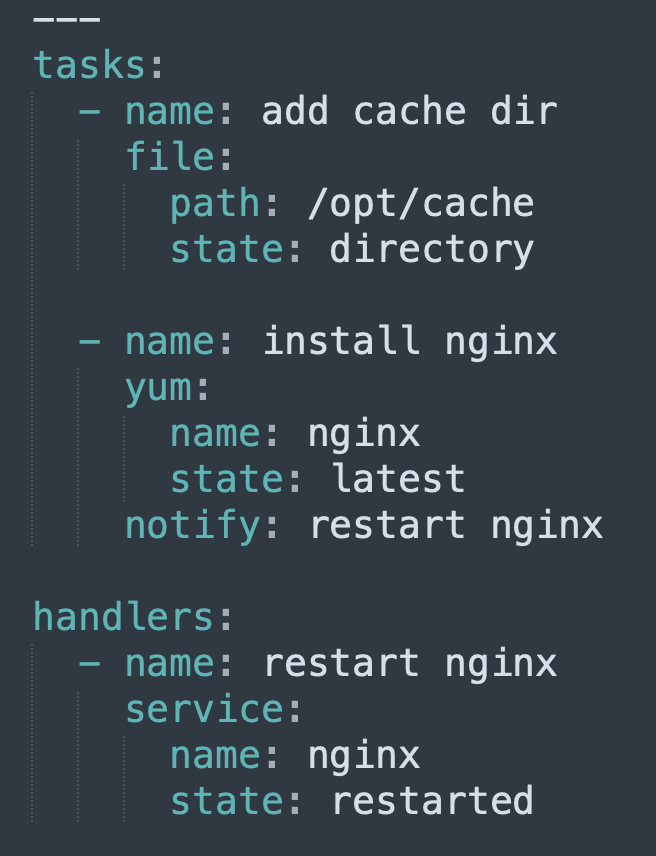 ---
tasks:
  - name: add cache dir
    file:
      path: /opt/cache
      state: directory

  - name: install nginx
    yum:
      name: nginx
      state: latest
    notify: restart nginx

handlers:
  - name: restart nginx
    service:
      name: nginx
      state: restarted